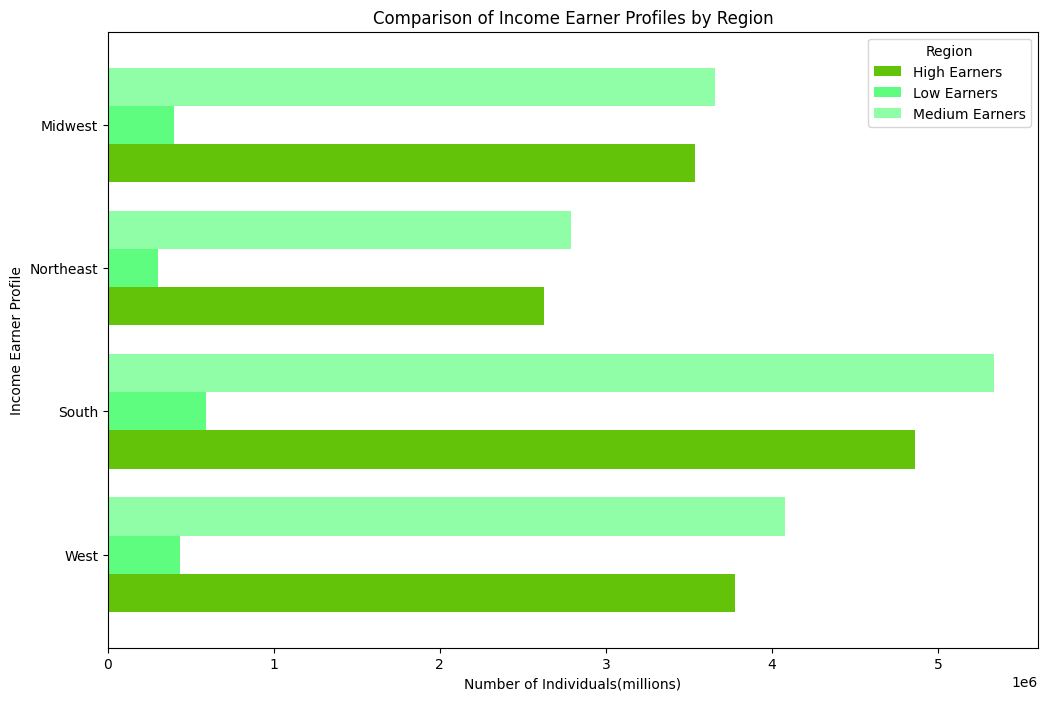 Comparison of Income Earner Profiles by Region
Region
High Earners
Low Earners
Medium Earners
Income Earner Profile
Midwest
Northeast
South
West
0 1 2 3 4 5
1e6
Number of Individuals(millions)